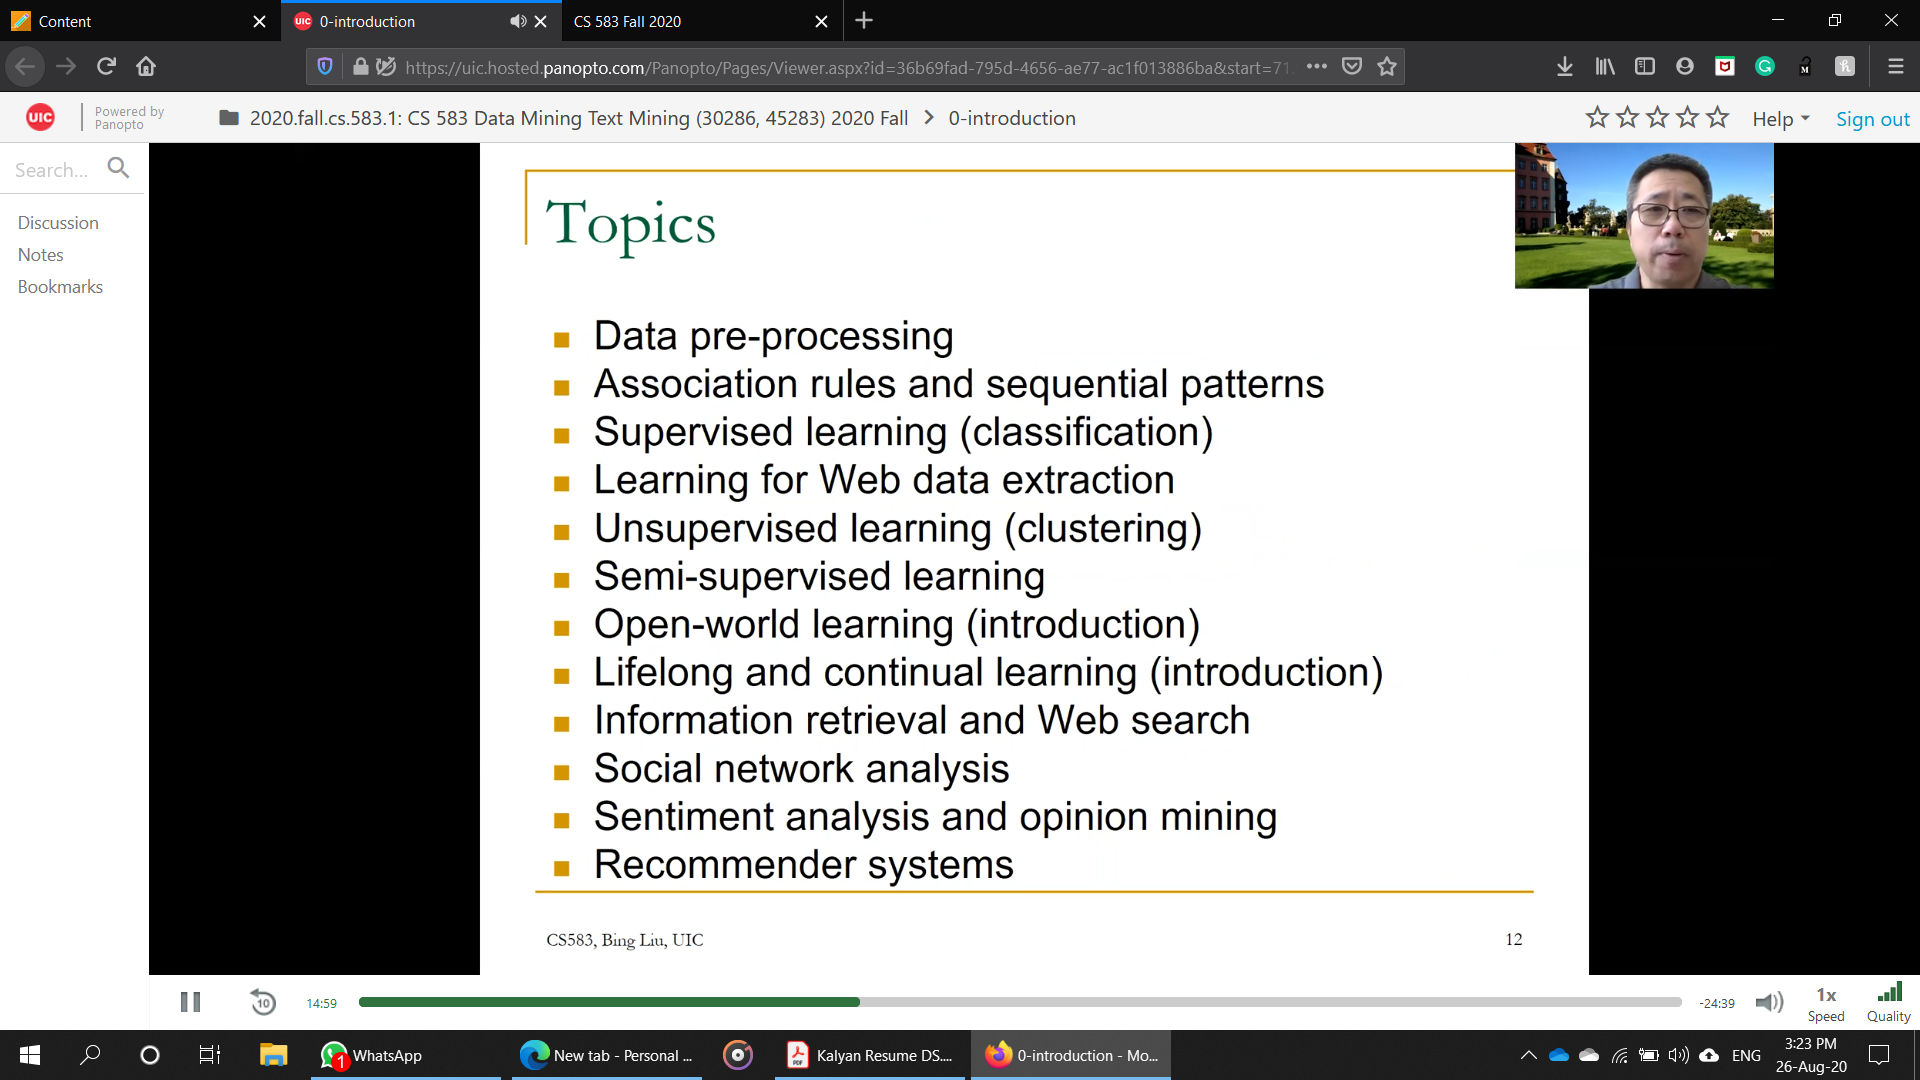 Content
0-introduction
CS 583 Fall 2020
https://uic.hosted.panopto.com/Panopto/Pages/Viewer.aspx?id=36b69fad-795d-4656-ae77-ac1f013886ba&start=71
UIC
Powered by
Panopto
2020.fall.cs.583.1: CS 583 Data Mining Text Mining (30286, 45283) 2020 Fall > 0-introduction
Help
Sign out
Search...
Discussion
Notes
Bookmarks
Topics
Data pre-processing
Association rules and sequential patterns
Supervised learning (classification)
Learning for Web data extraction
Unsupervised learning (clustering)
Semi-supervised learning
Open-world learning (introduction)
Lifelong and continual learning (introduction)
Information retrieval and Web search
Social network analysis
Sentiment analysis and opinion mining
Recommender systems
CS583, Bing Liu, UIC
12
10
14:59
-24:39
1x
Speed
Quality
1
WhatsApp
New tab - Personal ...
Kalyan Resume DS....
0-introduction - Mo...
ENG
3:23 PM
26-Aug-20